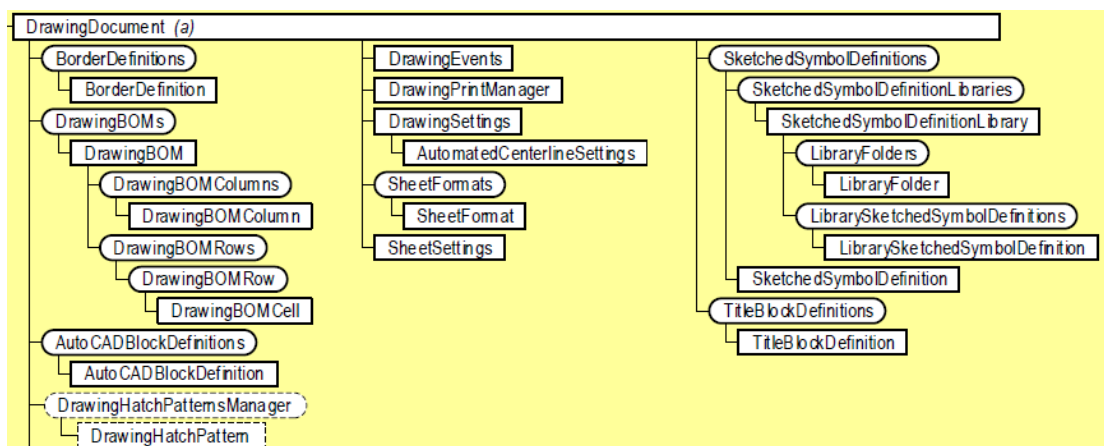 DrawingDocument (a)
BorderDefinitions
BorderDefinition
DrawingBOMs
DrawingBOM
DrawingBOMColumns
DrawingBOMColumn
DrawingBOMRows
DrawingBOMRow
DrawingBOMCell
AutoCADBlockDefinitions
AutoCADBlockDefinition
DrawingHatchPatternsManager
DrawingHatchPattern
DrawingEvents
DrawingPrintManager
DrawingSettings
AutomatedCenterlineSettings
SheetFormats
SheetFormat
SheetSettings
SketchedSymbolDefinitions
SketchedSymbolDefinitionLibraries
SketchedSymbolDefinitionLibrary
LibraryFolders
LibraryFolder
LibrarySketchedSymbolDefinitions
LibrarySketchedSymbolDefinition
SketchedSymbolDefinition
TitleBlockDefinitions
TitleBlockDefinition